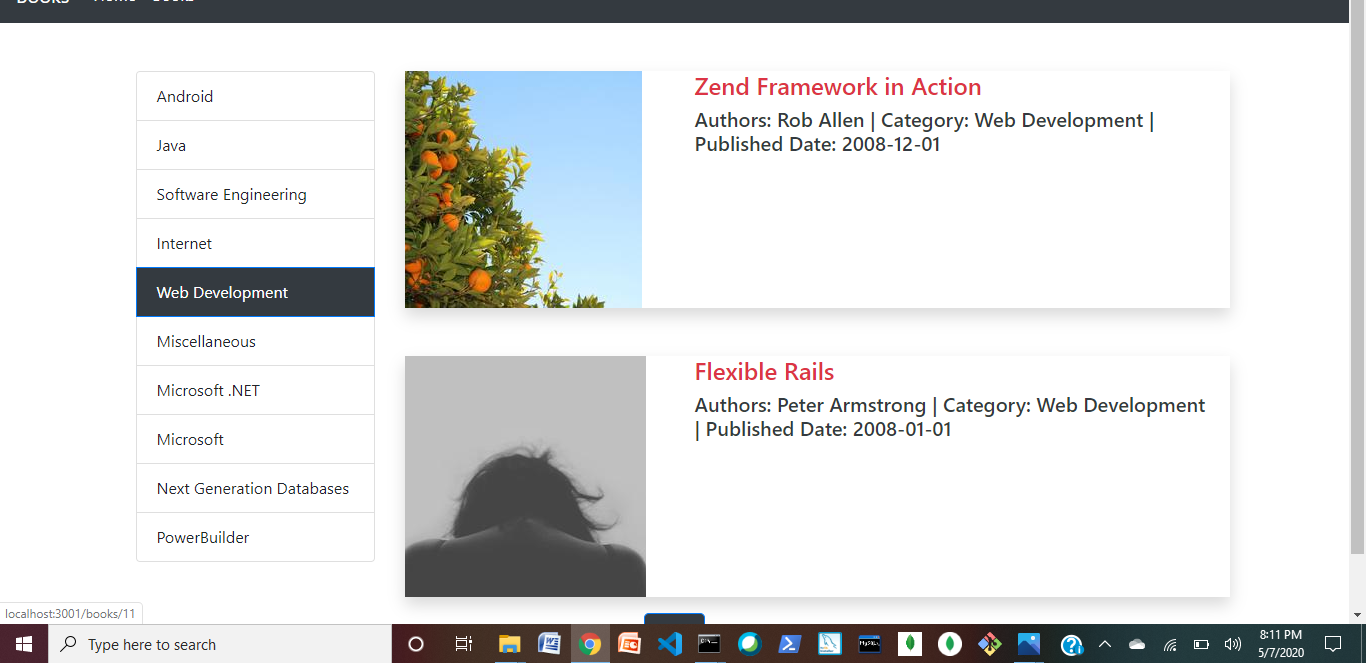 Android
Java
Software Engineering
Internet
Web Development
Miscellaneous
Microsoft .NET
Microsoft
Next Generation Databases
PowerBuilder
Zend Framework in Action
Authors: Rob Allen | Category: Web Development |
Published Date: 2008-12-01
Flexible Rails
Authors: Peter Armstrong | Category: Web Development
| Published Date: 2008-01-01
localhost:3001/books/11
Type here to search
8:11 PM
5/7/2020